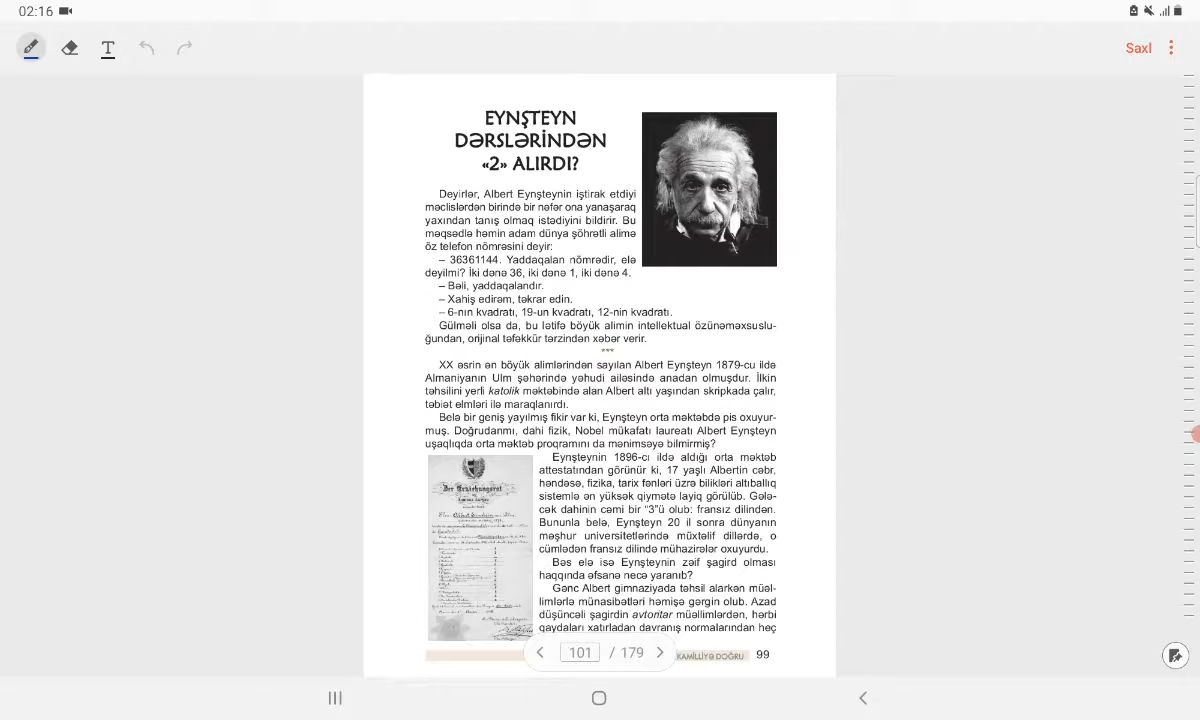 02:16
T
Saxl
EYNŞTEYN
DƏRSLƏRİNDƏN
«2» ALIRDI?
Deyirlər, Albert Eynşteynin iştirak etdiyi
məclislərdən birində bir nəfər ona yanaşaraq
yaxından tanış olmaq istədiyini bildirir. Bu
məqsədlə həmin adam dünya şöhrətli alimə
öz telefon nömrəsini deyir:
– 36361144. Yaddaqalan nömrədir, elə
deyilmi? İki dənə 36, iki dənə 1, iki dənə 4.
– Bəli, yaddaqalandır.
– Xahiş edirəm, təkrar edin.
– 6-nın kvadratı, 19-un kvadratı, 12-nin kvadratı.
Gülməli olsa da, bu lətifə böyük alimin intellektual özünəməxsuslu-
ğundan, orijinal təfəkkür tərzindən xəbər verir.
***
XX əsrin ən böyük alimlərindən sayılan Albert Eynşteyn 1879-cu ildə
Almaniyanın Ulm şəhərində yəhudi ailəsində anadan olmuşdur. İlkin
təhsilini yerli katolik məktəbində alan Albert altı yaşından skripkada çalır,
təbiət elmləri ilə maraqlanırdı.
Belə bir geniş yayılmış fikir var ki, Eynşteyn orta məktəbdə pis oxuyur-
muş. Doğrudanmı, dahi fizik, Nobel mükafatı laureatı Albert Eynşteyn
uşaqlıqda orta məktəb proqramını da mənimsəyə bilmirmiş?
Eynşteynin 1896-cı ildə aldığı orta məktəb
attestatından görünür ki, 17 yaşlı Albertin cəbr,
həndəsə, fizika, tarix fənləri üzrə bilikləri altıballıq
sistemlə ən yüksək qiymətə layiq görülüb. Gələ-
cək dahinin cəmi bir “3”ü olub: fransız dilindən.
Bununla belə, Eynşteyn 20 il sonra dünyanın
məşhur universitetlərində müxtəlif dillərdə, o
cümlədən fransız dilində mühazirələr oxuyurdu.
Bəs elə isə Eynşteynin zəif şagird olması
haqqında əfsanə necə yaranıb?
Gənc Albert gimnaziyada təhsil alarkən müəl-
limlərlə münasibətləri həmişə gərgin olub. Azad
düşüncəli şagirdin avtoritar müəllimlərdən, hərbi
qaydaları xatırladan davranış normalarından heç
Der Erziehungsrat
101 / 179
KAMİLLİYƏ DOĞRU 99